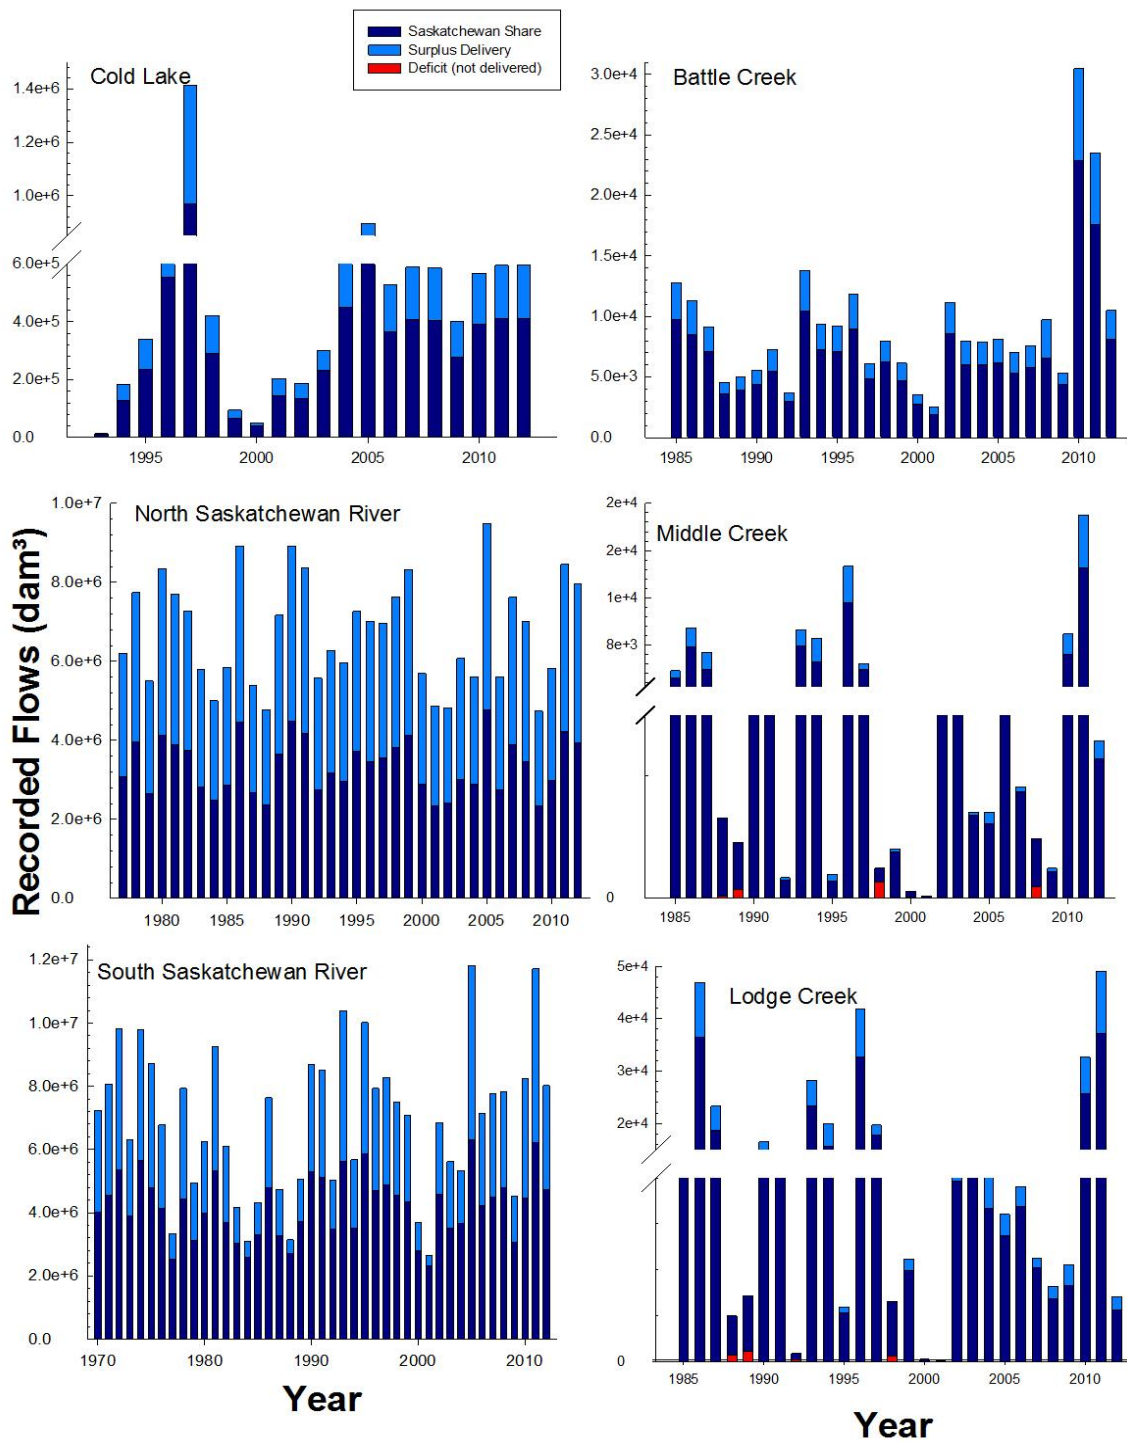 Saskatchewan Share
Surplus Delivery
Deficit (not delivered)
Cold Lake
1.4e+6
1.2e+6
1.0e+6
6.0e+5
4.0e+5
2.0e+5
0.0
1995 2000 2005 2010
Battle Creek
3.0e+4
2.5e+4
2.0e+4
1.5e+4
1.0e+4
5.0e+3
0.0
1985 1990 1995 2000 2005 2010
Recorded Flows (dam³)
North Saskatchewan River
1.0e+7
8.0e+6
6.0e+6
4.0e+6
2.0e+6
0.0
1980 1985 1990 1995 2000 2005 2010
Middle Creek
2e+4
2e+4
1e+4
8e+3
0
1985 1990 1995 2000 2005 2010
South Saskatchewan River
1.2e+7
1.0e+7
8.0e+6
6.0e+6
4.0e+6
2.0e+6
0.0
1970 1980 1990 2000 2010
Year
Lodge Creek
5e+4
4e+4
3e+4
2e+4
0
1985 1990 1995 2000 2005 2010
Year